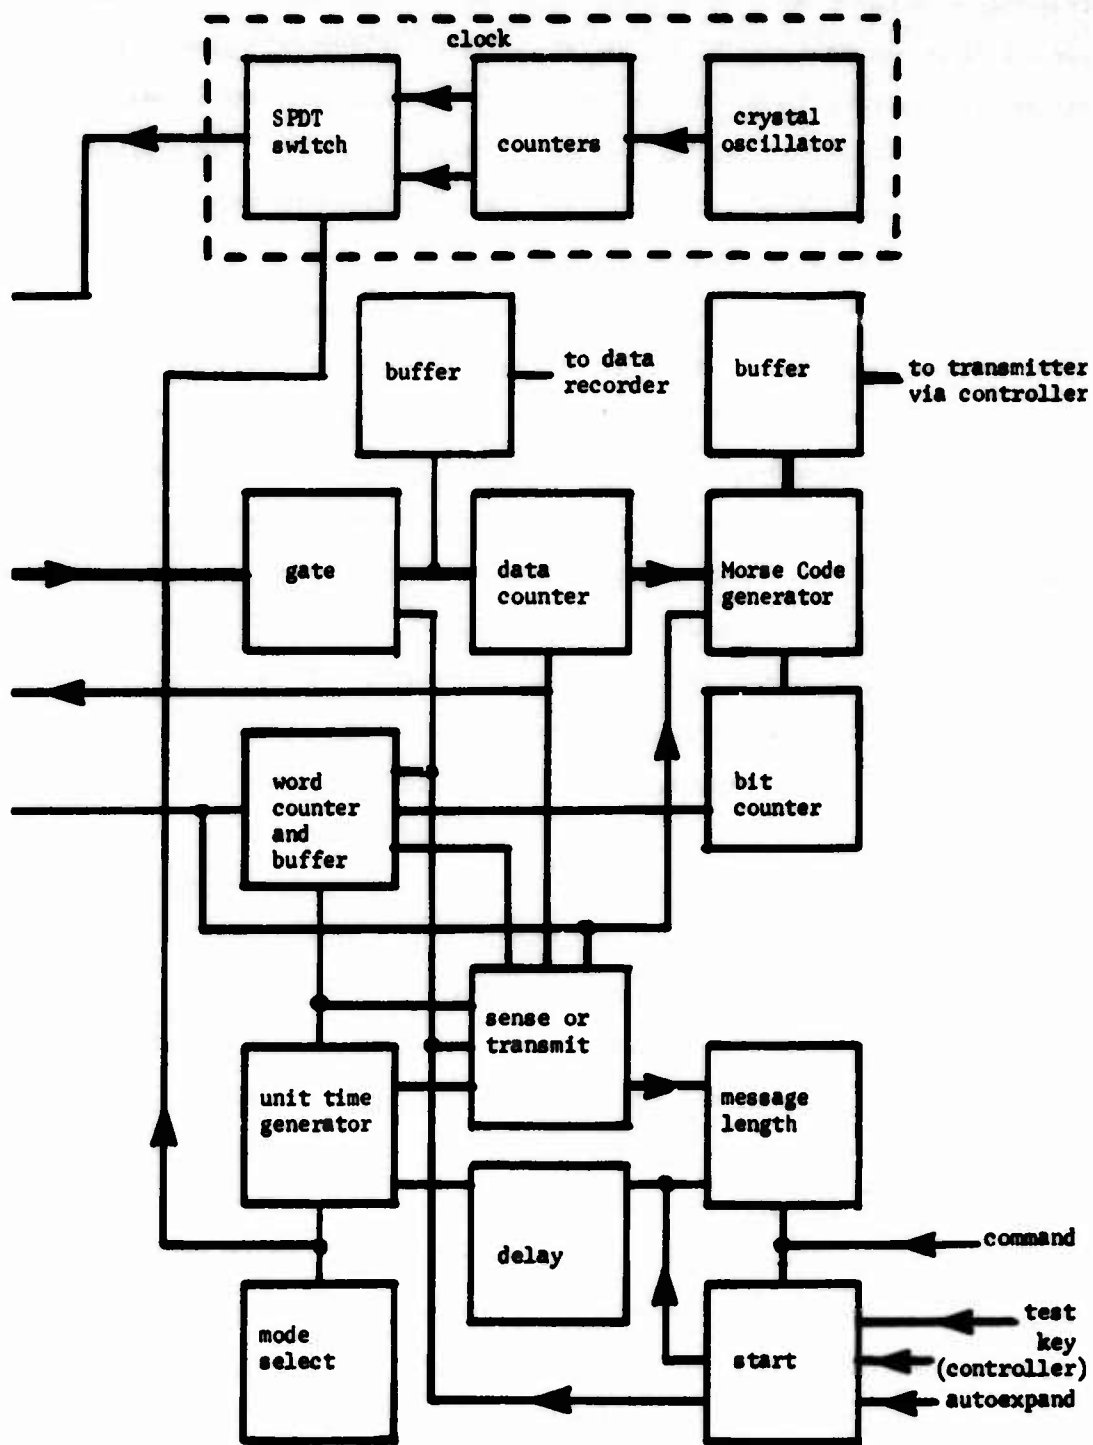 clock
SPDT
switch
counters
crystal
oscillator
buffer
to data
recorder
buffer
to transmitter
via controller
gate
data
counter
Morse Code
generator
word
counter
and
buffer
bit
counter
sense or
transmit
unit time
generator
message
length
delay
command
mode
select
start
test
key
(controller)
autoexpand